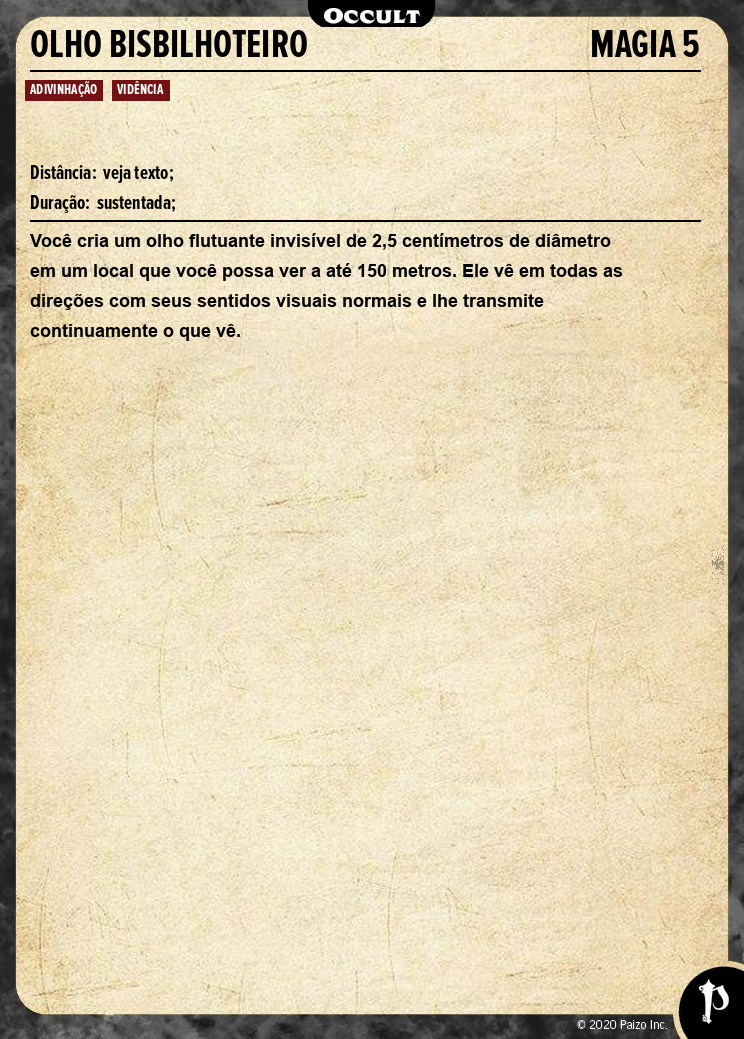 OCCULT
OLHO BISBILHOTEIRO MAGIA 5
ADIVINHAÇÃO VIDÊNCIA
Distância: veja texto;
Duração: sustentada;
Você cria um olho flutuante invisível de 2,5 centímetros de diâmetro
em um local que você possa ver a até 150 metros. Ele vê em todas as
direções com seus sentidos visuais normais e lhe transmite
continuamente o que vê.
© 2020 Paizo Inc.
P